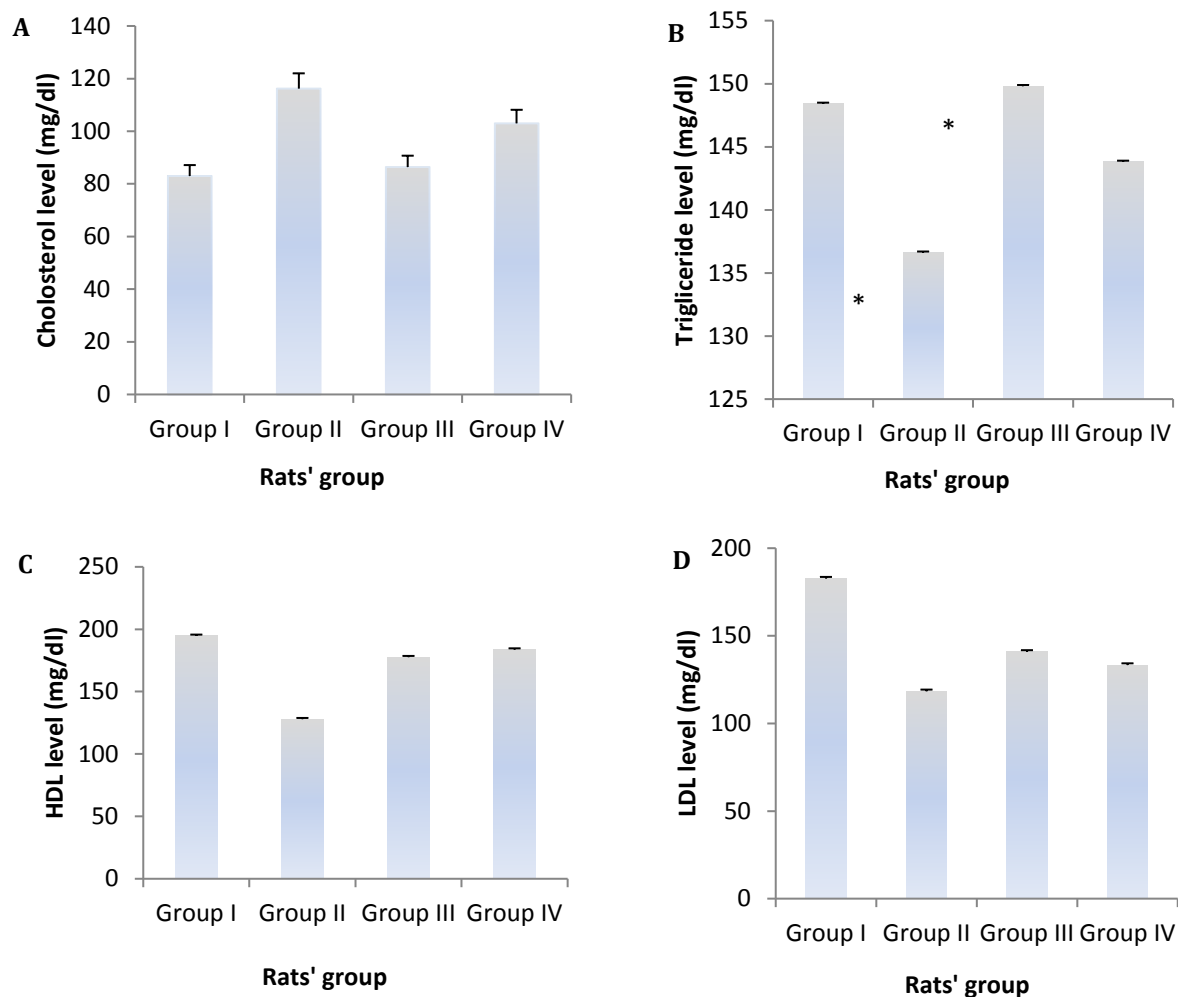 A
Cholosterol level (mg/dl)
140
120
100
80
60
40
20
0
Group I Group II Group III Group IV
Rats' group
B
Trigliceride level (mg/dl)
155
150
145
140
135
130
125
*
*
Group I Group II Group III Group IV
Rats' group
C
HDL level (mg/dl)
250
200
150
100
50
0
Group I Group II Group III Group IV
Rats' group
D
LDL level (mg/dl)
200
150
100
50
0
Group I Group II Group III Group IV
Rats' group